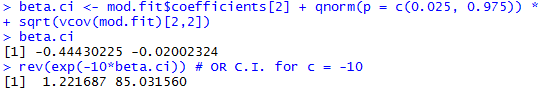 > beta.ci <- mod.fit$coefficients[2] + qnorm(p = c(0.025, 0.975)) *
+ sqrt(vcov(mod.fit)[2,2])
> beta.ci
[1] -0.44430225 -0.02002324
> rev(exp(-10*beta.ci)) # OR C.I. for c = -10
[1]  1.221687 85.031560